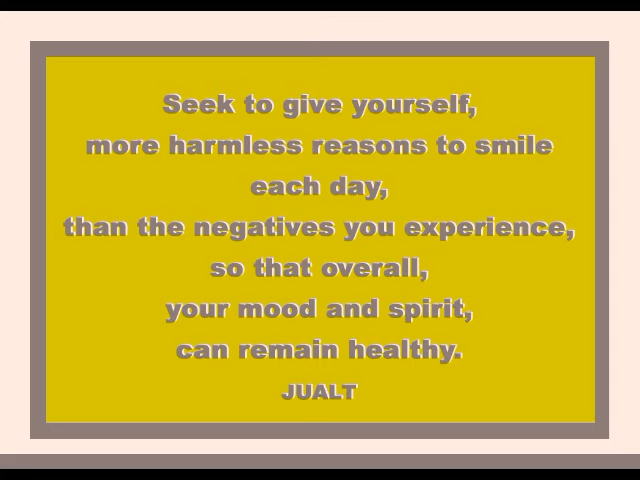 Seek to give yourself,
more harmless reasons to smile
each day,
than the negatives you experience,
so that overall,
your mood and spirit,
can remain healthy.
JUALT